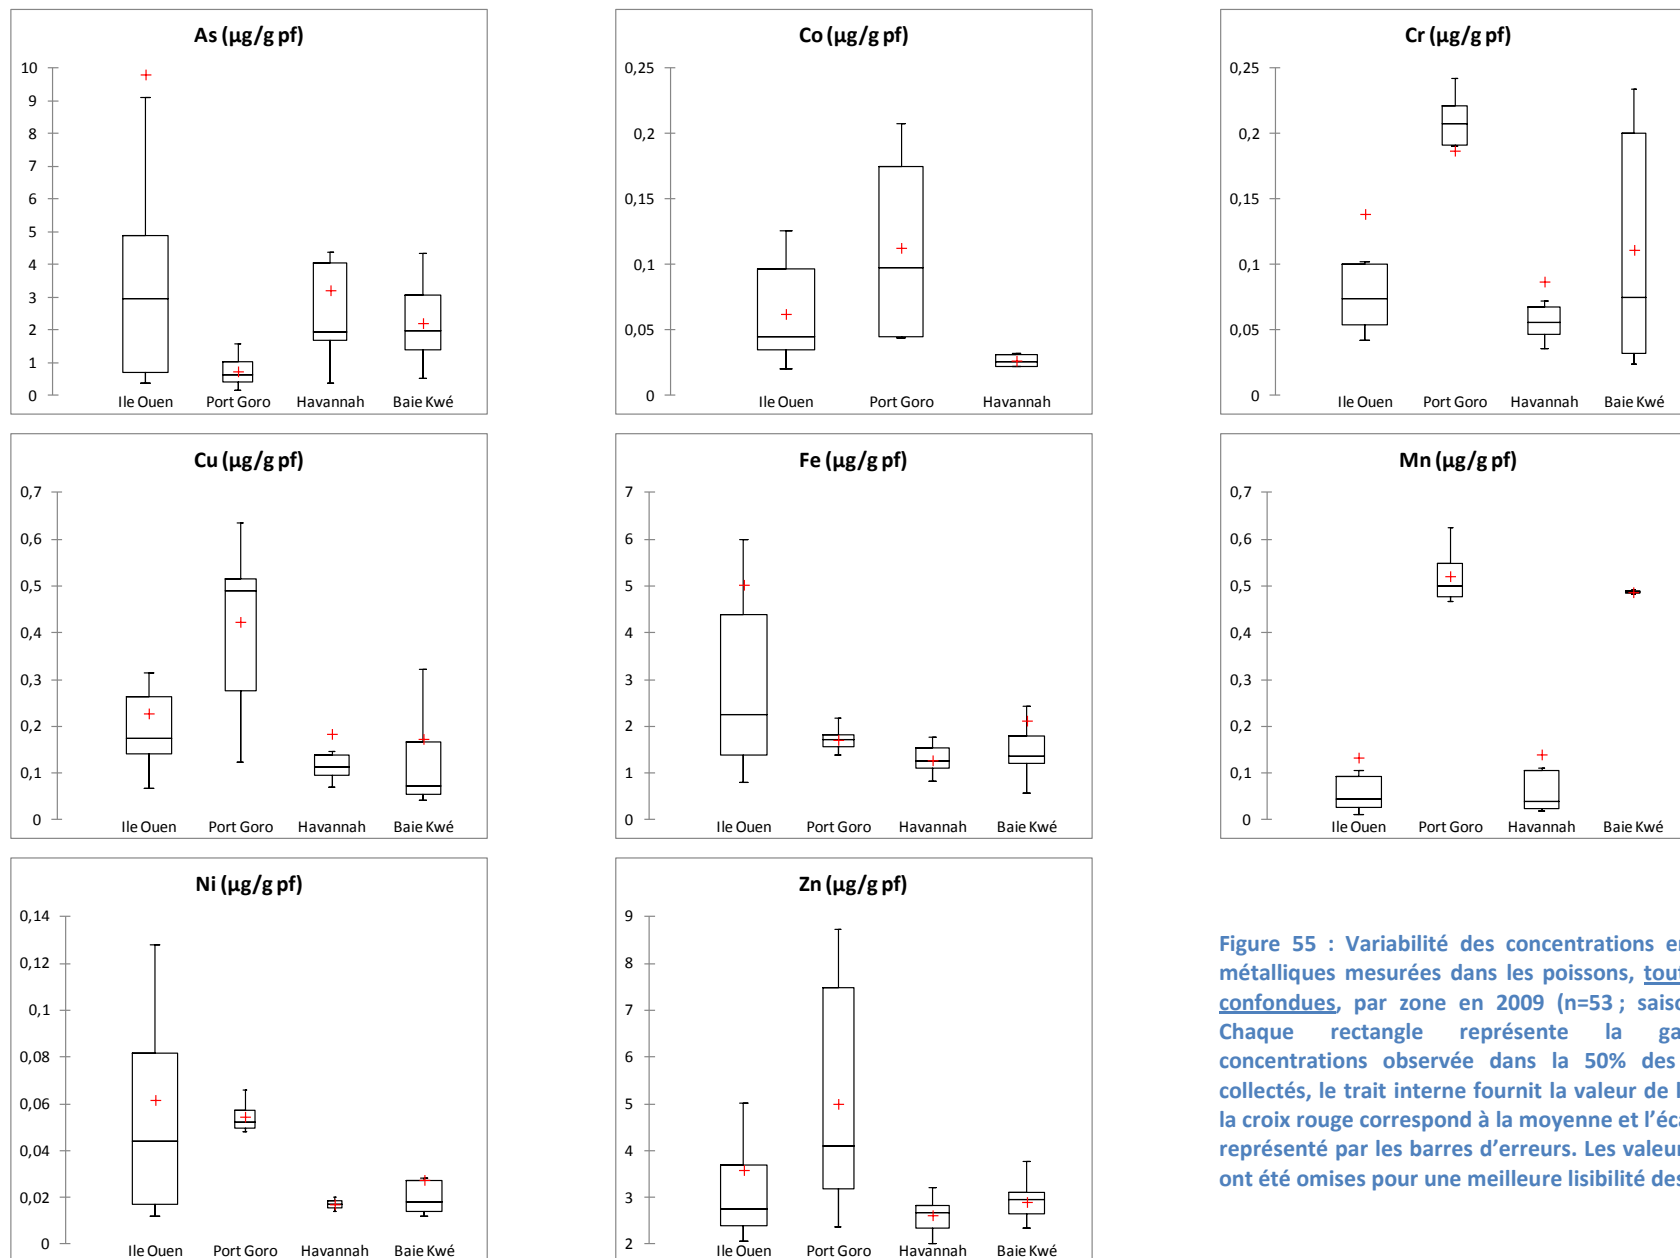 As (µg/g pf)
10
9
8
7
6
5
4
3
2
1
0
Ile Ouen Port Goro Havannah Baie Kwé
Co (µg/g pf)
0,25
0,2
0,15
0,1
0,05
0
Ile Ouen Port Goro Havannah
Cr (µg/g pf)
0,25
0,2
0,15
0,1
0,05
0
Ile Ouen Port Goro Havannah Baie Kwé
Cu (µg/g pf)
0,7
0,6
0,5
0,4
0,3
0,2
0,1
0
Ile Ouen Port Goro Havannah Baie Kwé
Fe (µg/g pf)
7
6
5
4
3
2
1
0
Ile Ouen Port Goro Havannah Baie Kwé
Mn (µg/g pf)
0,7
0,6
0,5
0,4
0,3
0,2
0,1
0
Ile Ouen Port Goro Havannah Baie Kwé
Ni (µg/g pf)
0,14
0,12
0,1
0,08
0,06
0,04
0,02
0
Ile Ouen Port Goro Havannah Baie Kwé
Zn (µg/g pf)
9
8
7
6
5
4
3
2
Ile Ouen Port Goro Havannah Baie Kwé
Figure 55 : Variabilité des concentrations
métalliques mesurées dans les poissons,
confondues, par zone en 2009 (n=53 ;
Chaque rectangle représente la
concentrations observée dans la 50% des
collectés, le trait interne fournit la valeur de
la croix rouge correspond à la moyenne et
représenté par les barres d'erreurs. Les
ont été omises pour une meilleure lisibilité